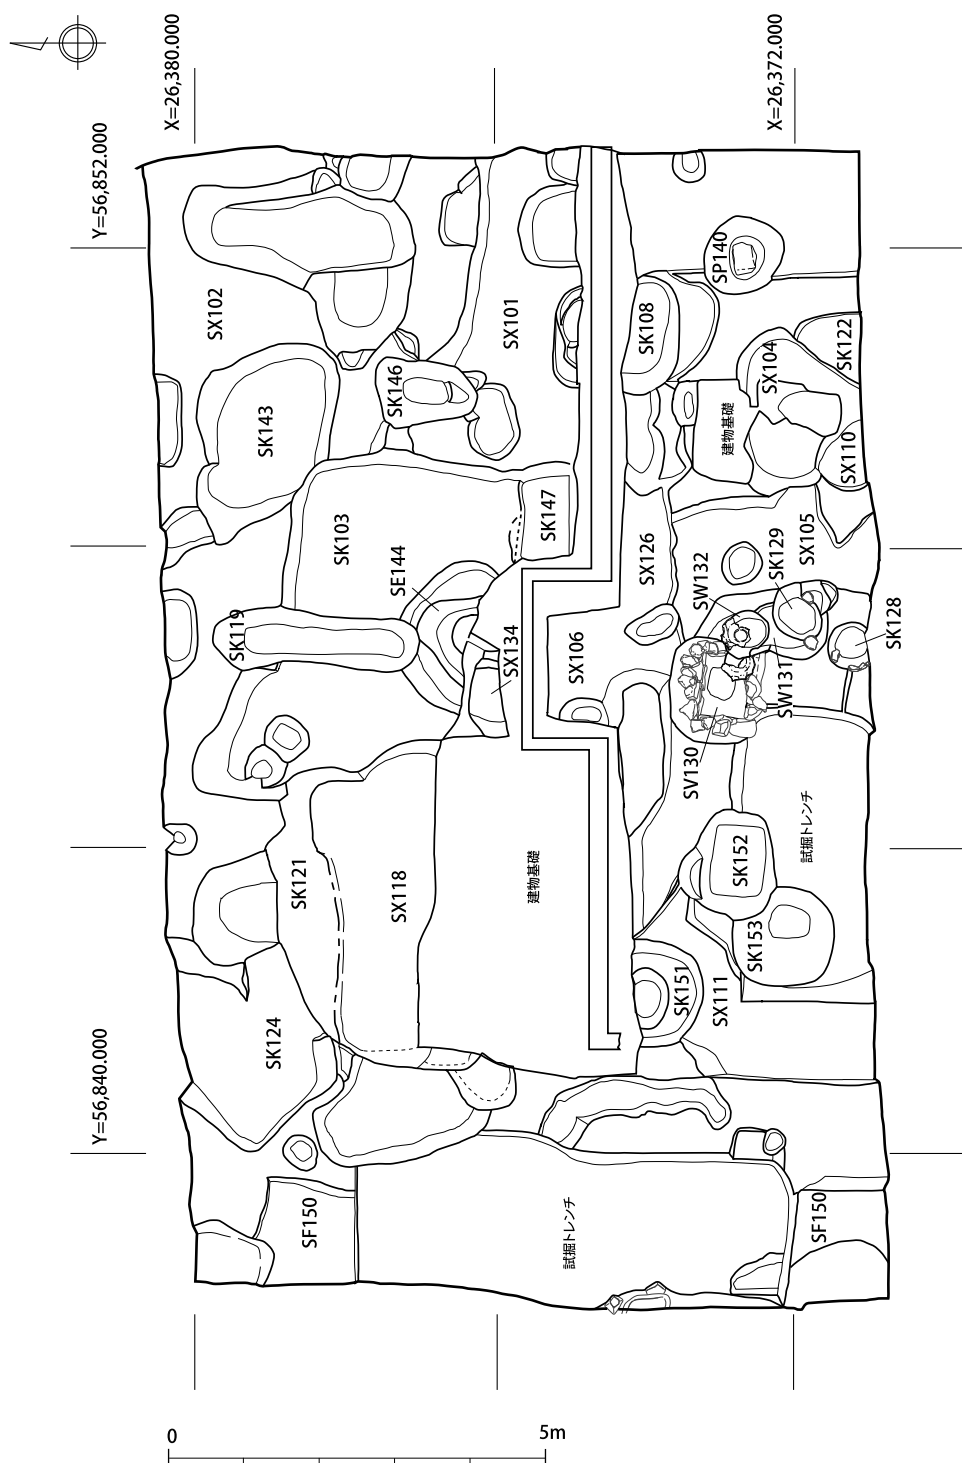 X=26,380.000
X=26,372.000
Y=56,852.000
SP140
SX102
SX101
SK108
SK122
SX104
SK146
SK143
建物基礎
SX110
SK147
SK103
SX105
SK129
SX126
SE144
SW132
SK128
SK119
SX134
SX106
SW131
SV130
試掘トレンチ
SK152
SK121
SX118
建物基礎
SK153
SK151
SX111
SK124
Y=56,840.000
SF150
SF150
試掘トレンチ
0
5m